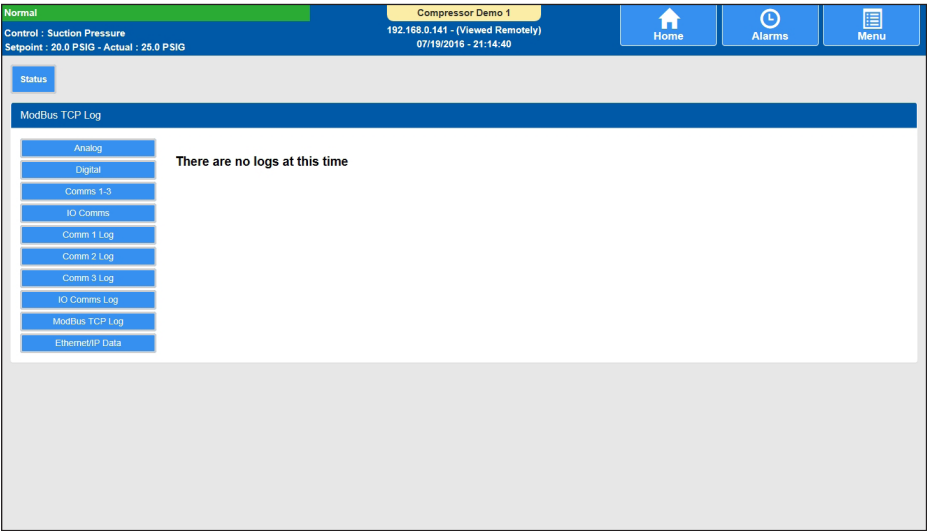 Normal
Control : Suction Pressure
Setpoint : 20.0 PSIG - Actual : 25.0 PSIG
Compressor Demo 1
192.168.0.141 - (Viewed Remotely)
07/19/2016 - 21:14:40
Home
Alarms
Menu
Status
ModBus TCP Log
Analog
Digital
Comms 1-3
IO Comms
Comm 1 Log
Comm 2 Log
Comm 3 Log
IO Comms Log
ModBus TCP Log
Ethernet/IP Data
There are no logs at this time